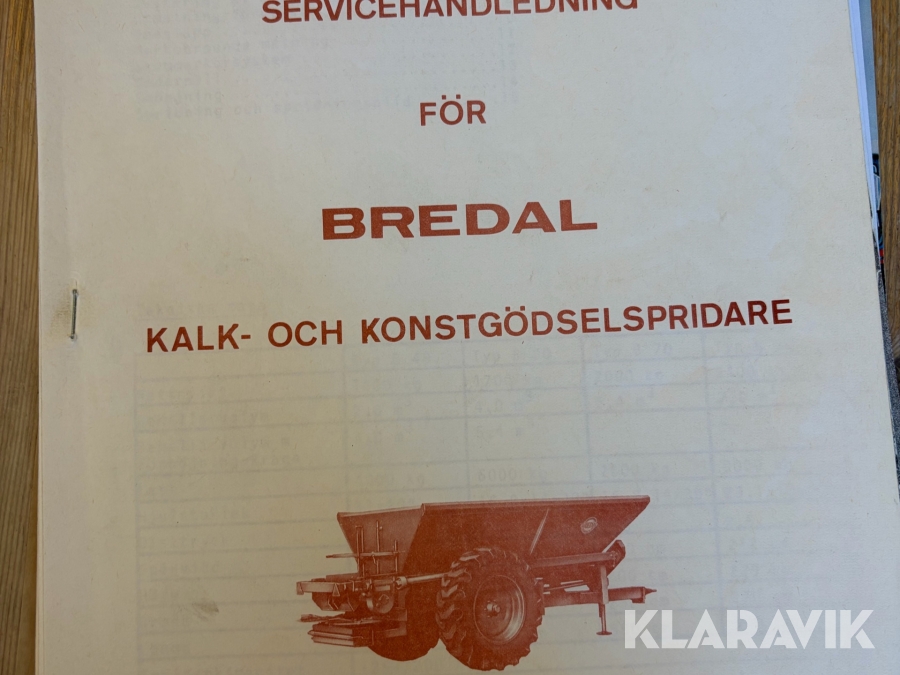 SERVICEHANDLEDNING
FÖR
BREDAL
KALK- OCH KONSTGÖDSELSPRIDARE
KLARAVIK